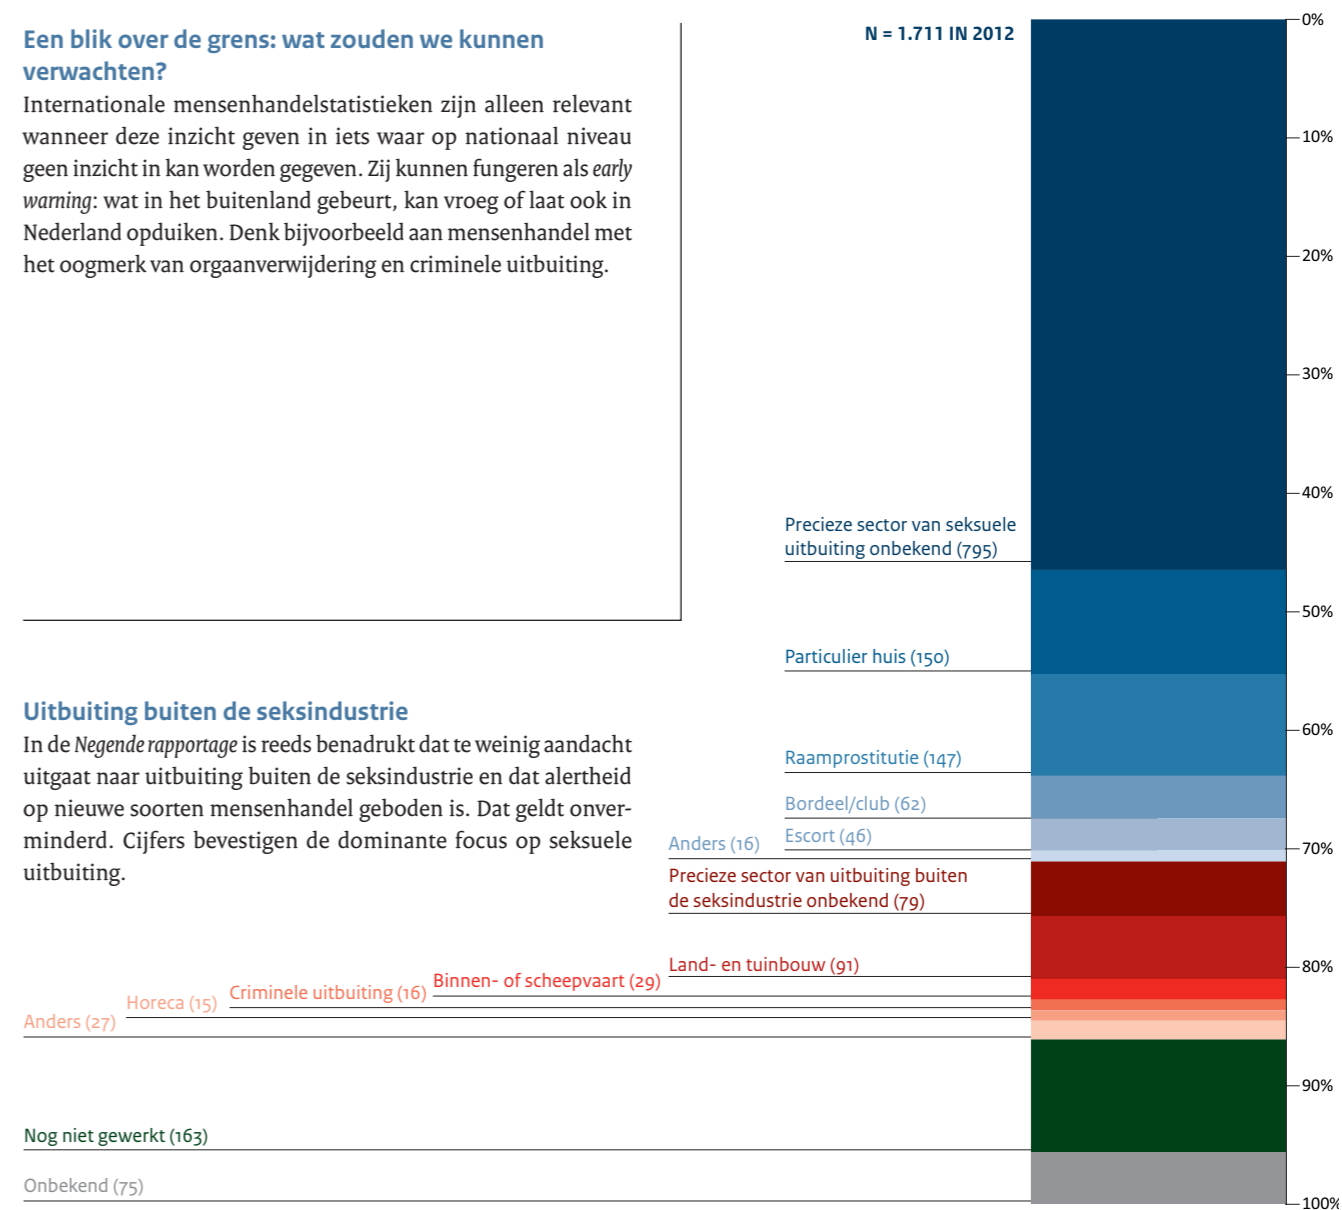 Een blik over de grens: wat zouden we kunnen
verwachten?
Internationale mensenhandelstatistieken zijn alleen relevant
wanneer deze inzicht geven in iets waar op nationaal niveau
geen inzicht in kan worden gegeven. Zij kunnen fungeren als early
warning: wat in het buitenland gebeurt, kan vroeg of laat ook in
Nederland opduiken. Denk bijvoorbeeld aan mensenhandel met
het oogmerk van orgaanverwijdering en criminele uitbuiting.
Uitbuiting buiten de seksindustrie
In de Negende rapportage is reeds benadrukt dat te weinig aandacht
uitgaat naar uitbuiting buiten de seksindustrie en dat alertheid
op nieuwe soorten mensenhandel geboden is. Dat geldt onver-
minderd. Cijfers bevestigen de dominante focus op seksuele
uitbuiting.
N = 1.711 IN 2012
Precieze sector van seksuele
uitbuiting onbekend (795)
Particulier huis (150)
Raamprostitutie (147)
Bordeel/club (62)
Escort (46)
Anders (16)
Precieze sector van uitbuiting buiten
de seksindustrie onbekend (79)
Land- en tuinbouw (91)
Binnen- of scheepvaart (29)
Criminele uitbuiting (16)
Horeca (15)
Anders (27)
Nog niet gewerkt (163)
Onbekend (75)
0%
10%
20%
30%
40%
50%
60%
70%
80%
90%
100%